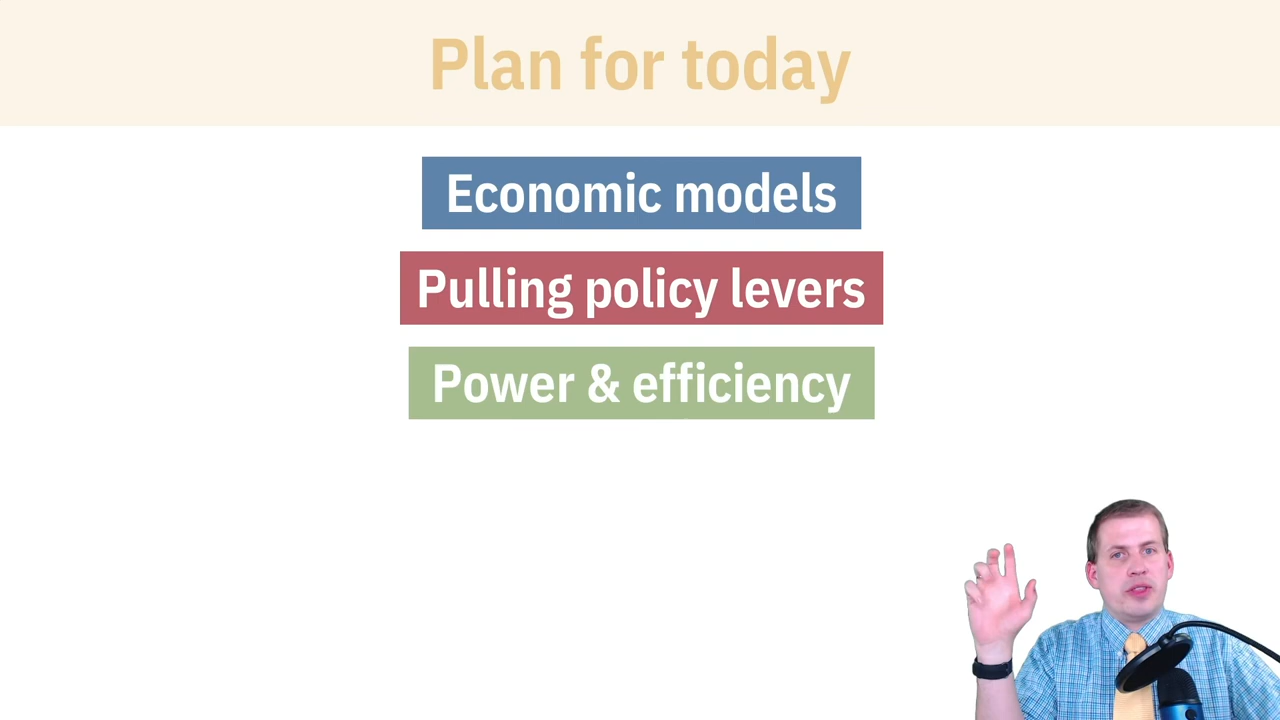 Plan for today
Economic models
Pulling policy levers
Power & efficiency